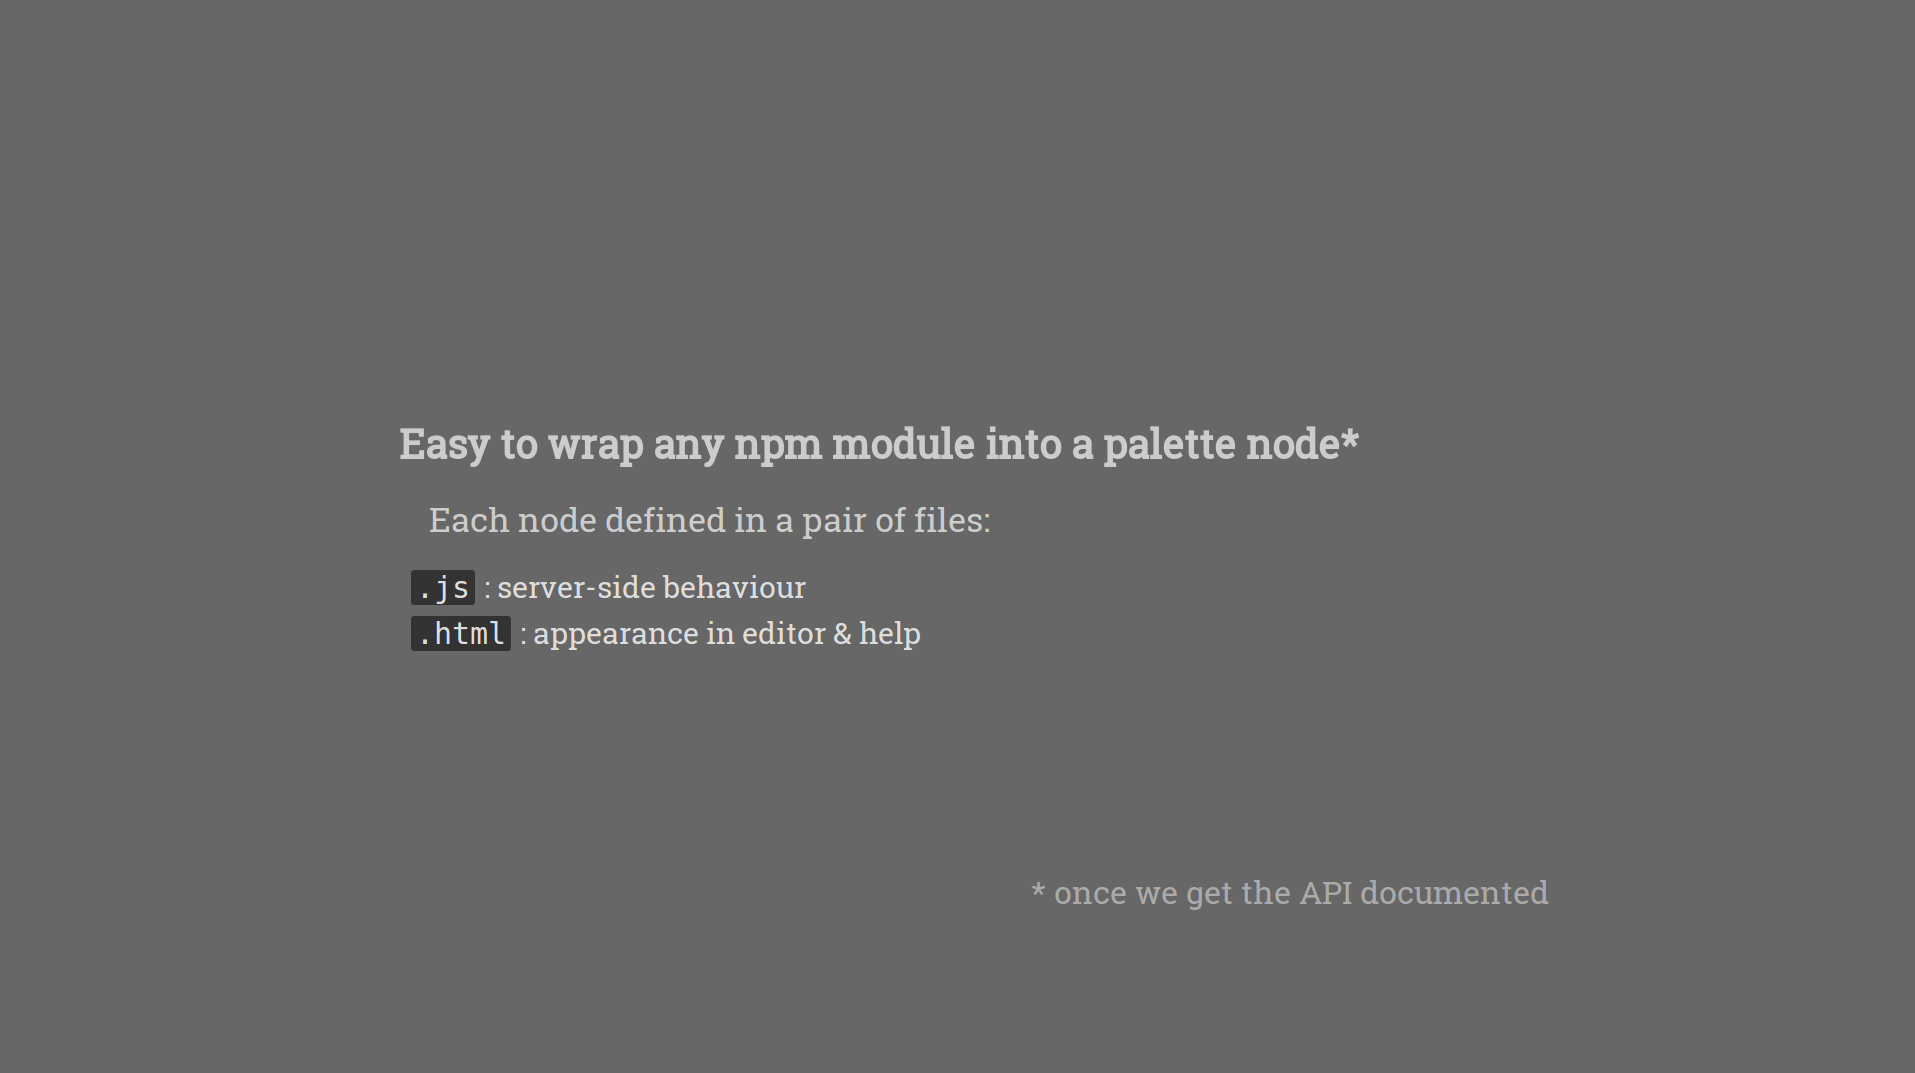 Easy to wrap any npm module into a palette node*
Each node defined in a pair of files:
.js : server-side behaviour
.html : appearance in editor & help
* once we get the API documented